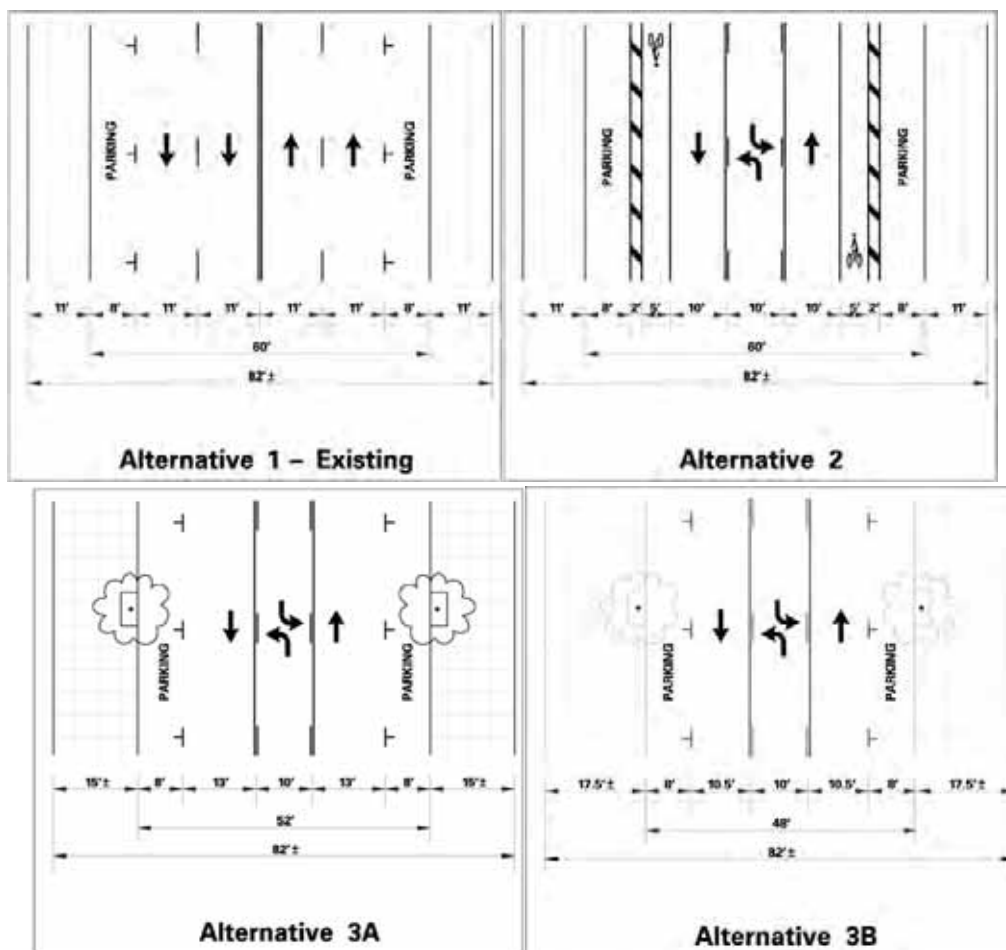 PARKING
PARKING
11' 8' 11' 11' 11' 11' 8' 11'
60'
82'±
Alternative 1 – Existing
PARKING
PARKING
11' 8' 2' 5' 10' 10' 10' 5' 2' 8' 11'
60'
82'±
Alternative 2
PARKING
PARKING
15'± 8' 13' 10' 13' 8' 15'±
52'
82'±
Alternative 3A
PARKING
PARKING
17.5'± 8' 10.5' 10' 10.5' 8' 17.5'±
48'
82'±
Alternative 3B